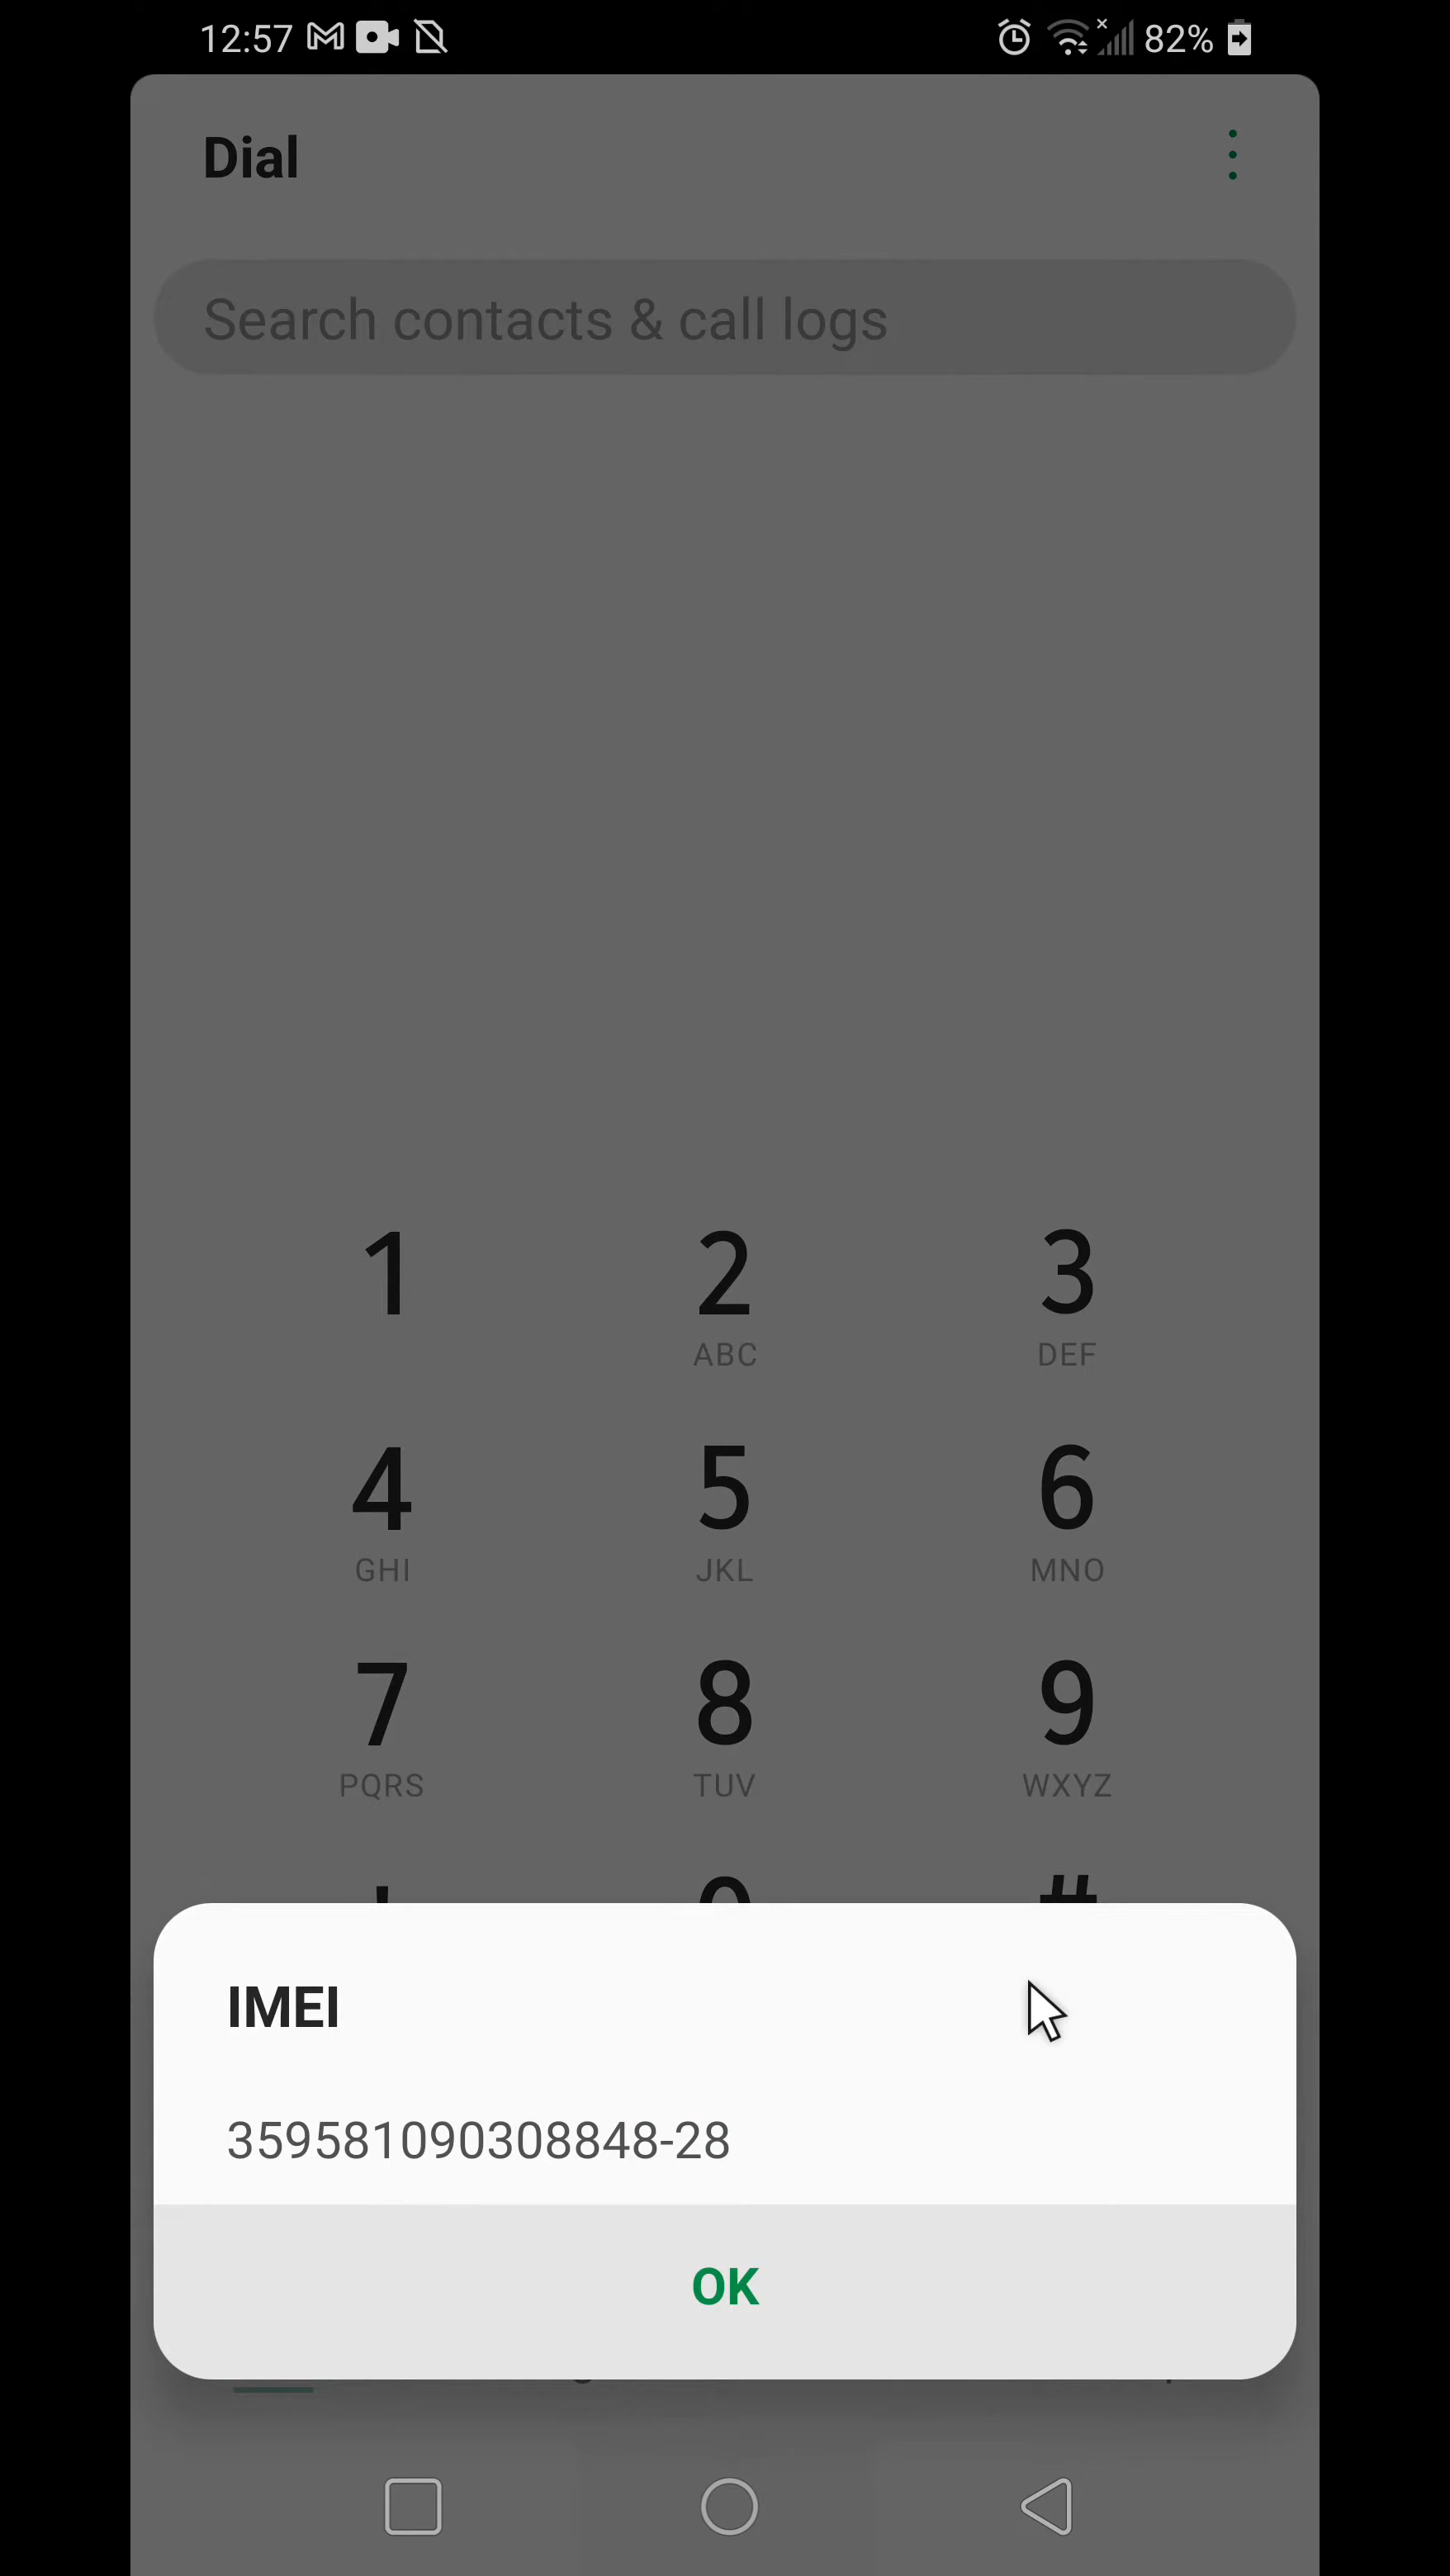 12:57 82%
Dial
Search contacts & call logs
1 2 3
ABC DEF
4 5 6
GHI JKL MNO
7 8 9
PQRS TUV WXYZ
#
IMEI
359581090308848-28
OK